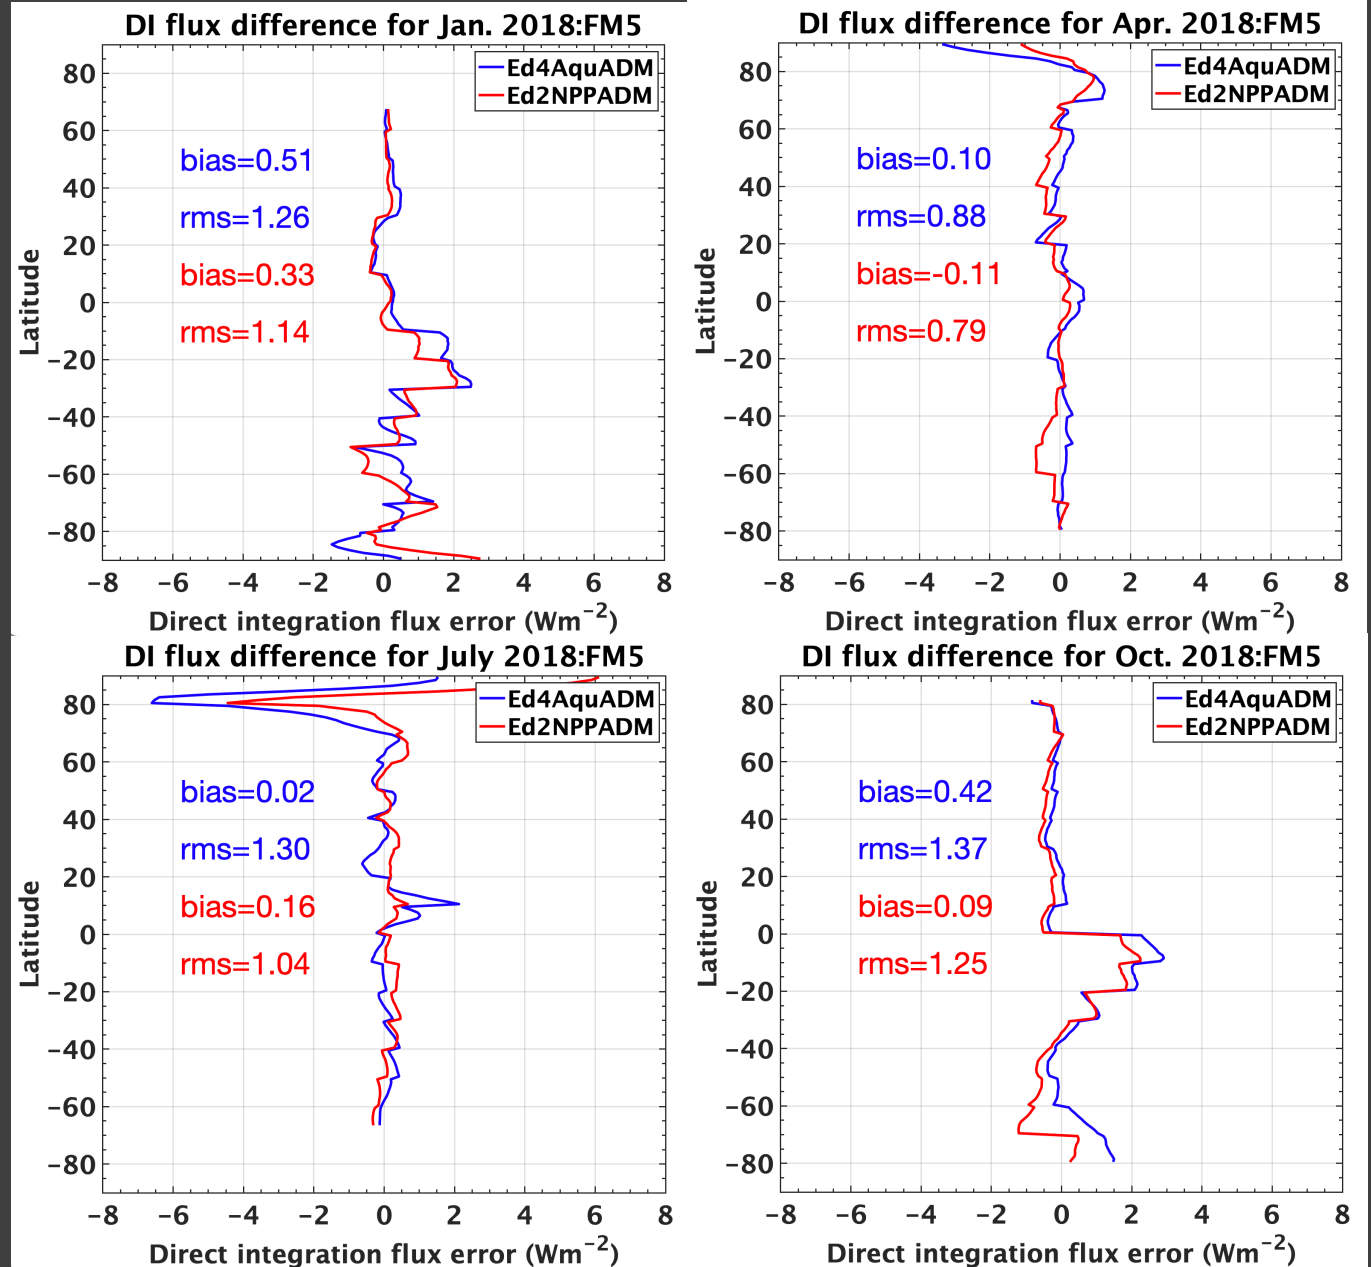 DI flux difference for Jan. 2018:FM5
Ed4AquADM
Ed2NPPADM
bias=0.51
rms=1.26
bias=0.33
rms=1.14
Latitude
80
60
40
20
0
−20
−40
−60
−80
−8 −6 −4 −2 0 2 4 6 8
Direct integration flux error (Wm−2)
DI flux difference for Apr. 2018:FM5
Ed4AquADM
Ed2NPPADM
bias=0.10
rms=0.88
bias=-0.11
rms=0.79
Latitude
80
60
40
20
0
−20
−40
−60
−80
−8 −6 −4 −2 0 2 4 6 8
Direct integration flux error (Wm−2)
DI flux difference for July 2018:FM5
Ed4AquADM
Ed2NPPADM
bias=0.02
rms=1.30
bias=0.16
rms=1.04
Latitude
80
60
40
20
0
−20
−40
−60
−80
−8 −6 −4 −2 0 2 4 6 8
Direct integration flux error (Wm−2)
DI flux difference for Oct. 2018:FM5
Ed4AquADM
Ed2NPPADM
bias=0.42
rms=1.37
bias=0.09
rms=1.25
Latitude
80
60
40
20
0
−20
−40
−60
−80
−8 −6 −4 −2 0 2 4 6 8
Direct integration flux error (Wm−2)